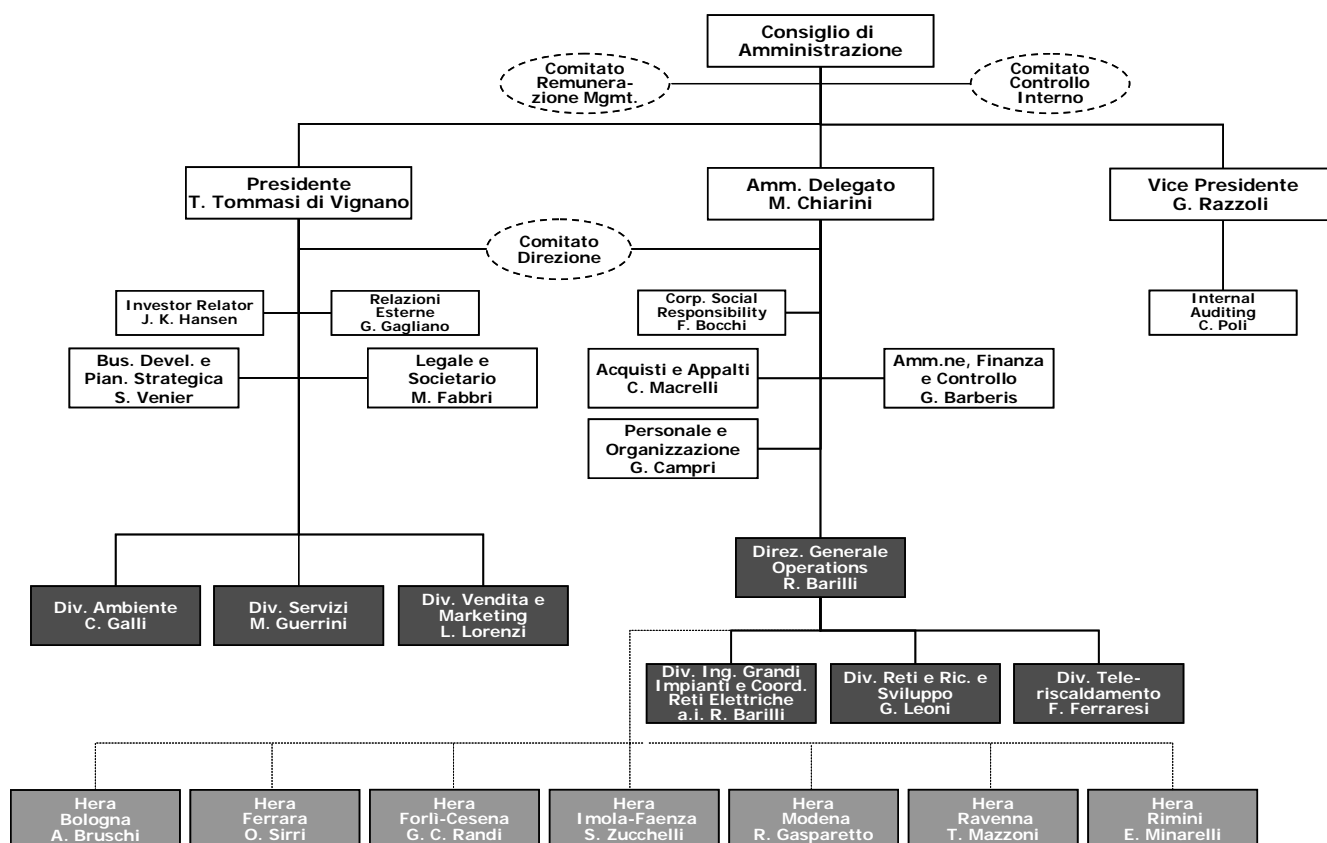 Consiglio di
Amministrazione
Comitato
Remunera-
zione Mgmt.
Comitato
Controllo
Interno
Presidente
T. Tommasi di Vignano
Amm. Delegato
M. Chiarini
Vice Presidente
G. Razzoli
Comitato
Direzione
Investor Relator
J. K. Hansen
Relazioni
Esterne
G. Gagliano
Corp. Social
Responsibility
F. Bocchi
Internal
Auditing
C. Poli
Bus. Devel. e
Pian. Strategica
S. Venier
Legale e
Societario
M. Fabbri
Acquisti e Appalti
C. Macrelli
Amm.ne, Finanza
e Controllo
G. Barberis
Personale e
Organizzazione
G. Campri
Direz. Generale
Operations
R. Barilli
Div. Ambiente
C. Galli
Div. Servizi
M. Guerrini
Div. Vendita e
Marketing
L. Lorenzi
Div. Ing. Grandi
Impianti e Coord.
Reti Elettriche
a.i. R. Barilli
Div. Reti e Ric. e
Sviluppo
G. Leoni
Div. Tele-
riscaldamento
F. Ferraresi
Hera
Bologna
A. Bruschi
Hera
Ferrara
O. Sirri
Hera
Forlì-Cesena
G. C. Randi
Hera
Imola-Faenza
S. Zucchelli
Hera
Modena
R. Gasparetto
Hera
Ravenna
T. Mazzoni
Hera
Rimini
E. Minarelli